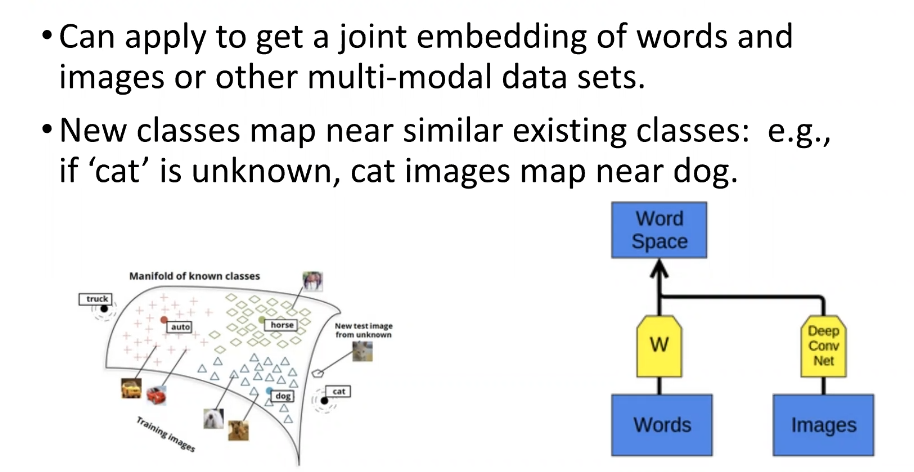 • Can apply to get a joint embedding of words and
images or other multi-modal data sets.
• New classes map near similar existing classes: e.g.,
if ‘cat’ is unknown, cat images map near dog.
Manifold of known classes
truck
auto
horse
New test image
from unknown
dog
cat
Training images
Word
Space
W
Deep
Conv
Net
Words
Images